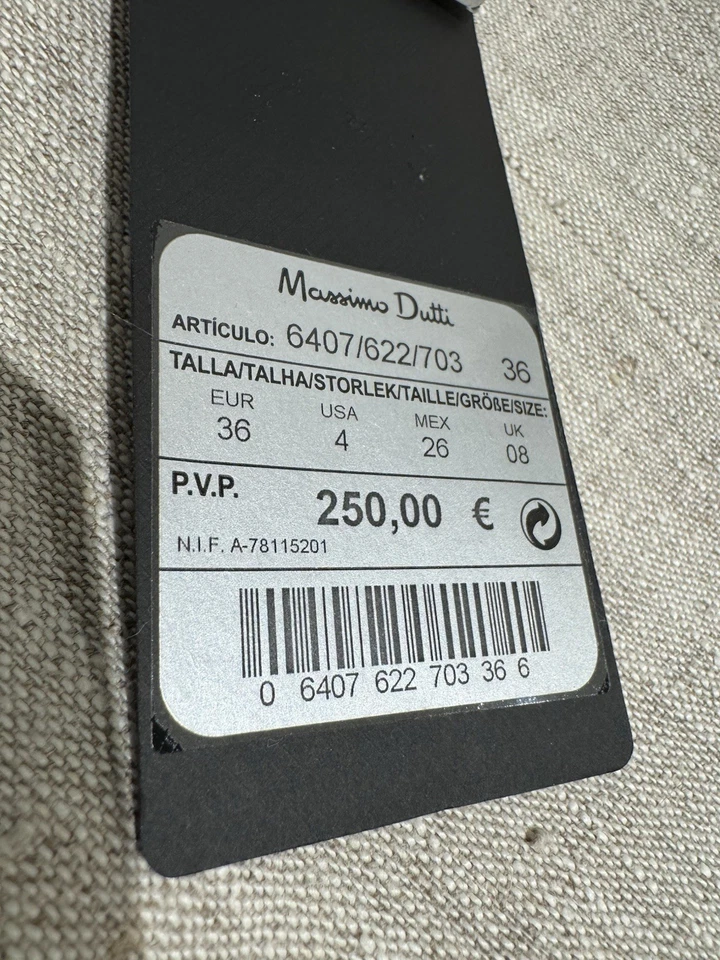 Massimo Dutti
ARTÍCULO: 6407/622/703 36
TALLA/TALHA/STORLEK/TAILLE/GRÖßE/SIZE:
EUR USA MEX UK
36 4 26 08
P.V.P. 250,00 €
N.I.F. A-78115201
0 6407 622 703 36 6